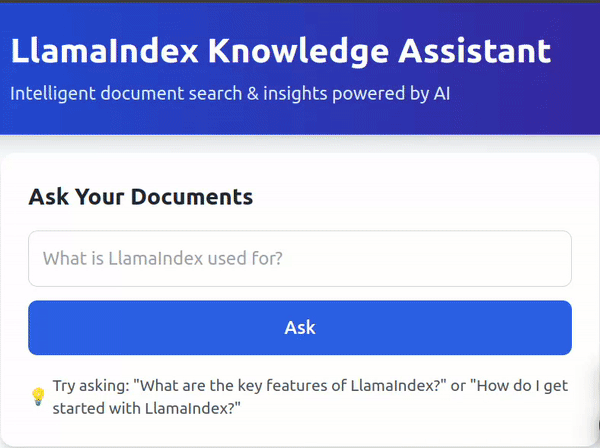 LlamaIndex Knowledge Assistant
Intelligent document search & insights powered by AI
Ask Your Documents
What is LlamaIndex used for?
Ask
Try asking: "What are the key features of LlamaIndex?" or "How do I get
started with LlamaIndex?"